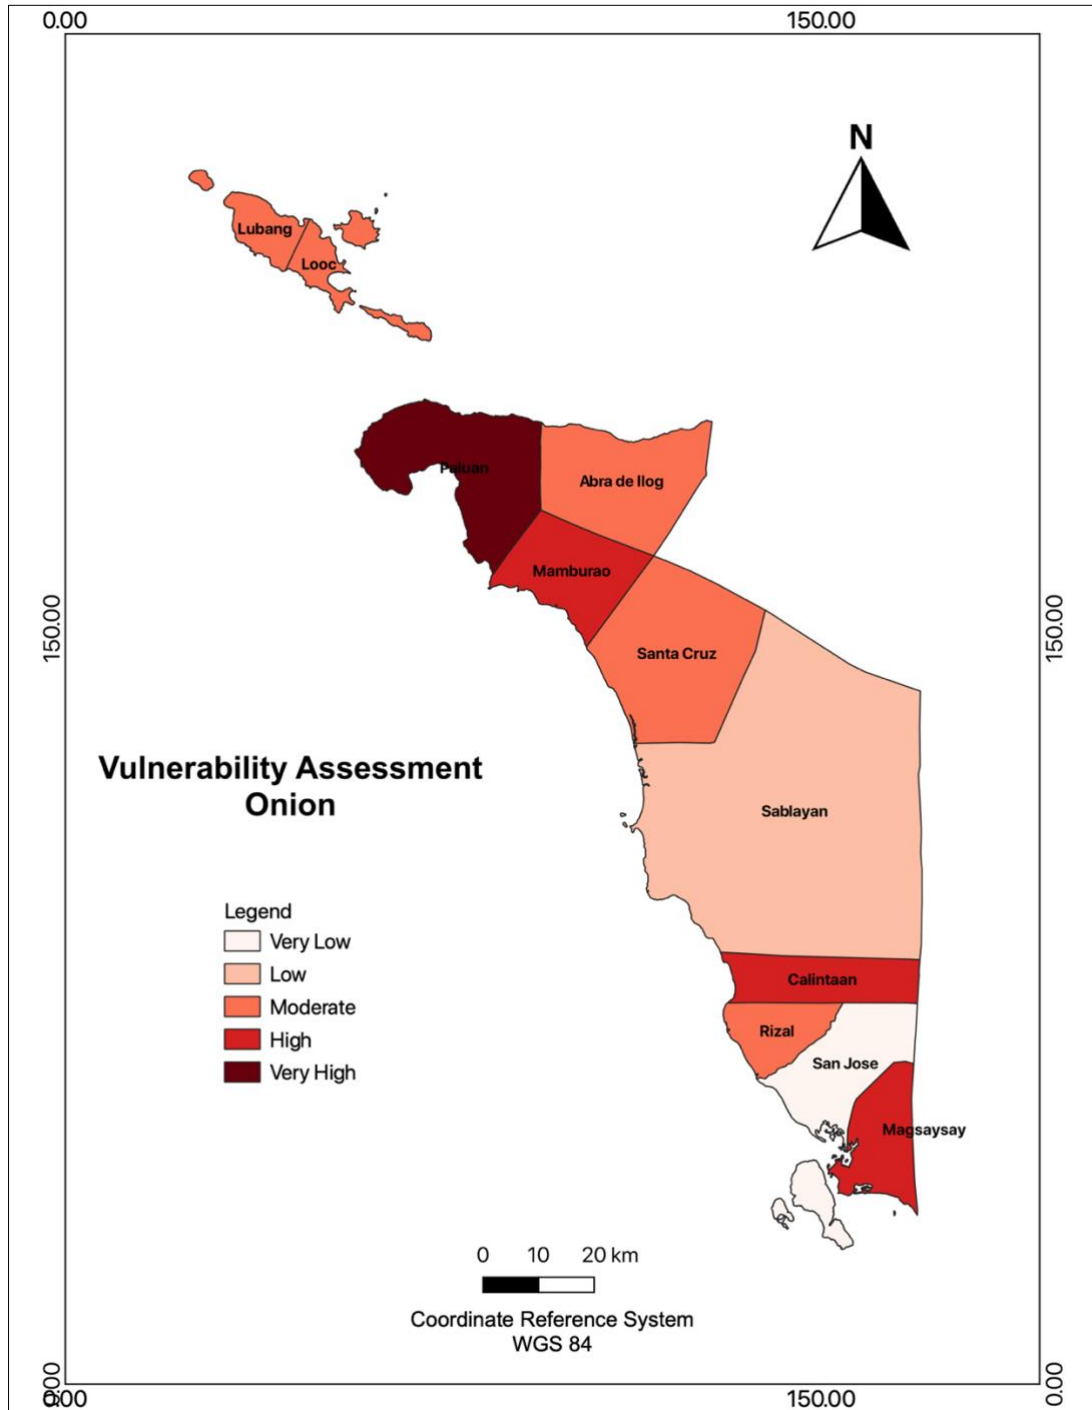 0.00
150.00
N
Lubang
Looc
Paluan
Abra de Ilog
Mamburao
150.00
150.00
Santa Cruz
Vulnerability Assessment
Onion
Sablayan
Legend
Very Low
Low
Moderate
High
Very High
Calintaan
Rizal
San Jose
Magsaysay
0 10 20 km
Coordinate Reference System
WGS 84
0.00
0.00
0.00
150.00